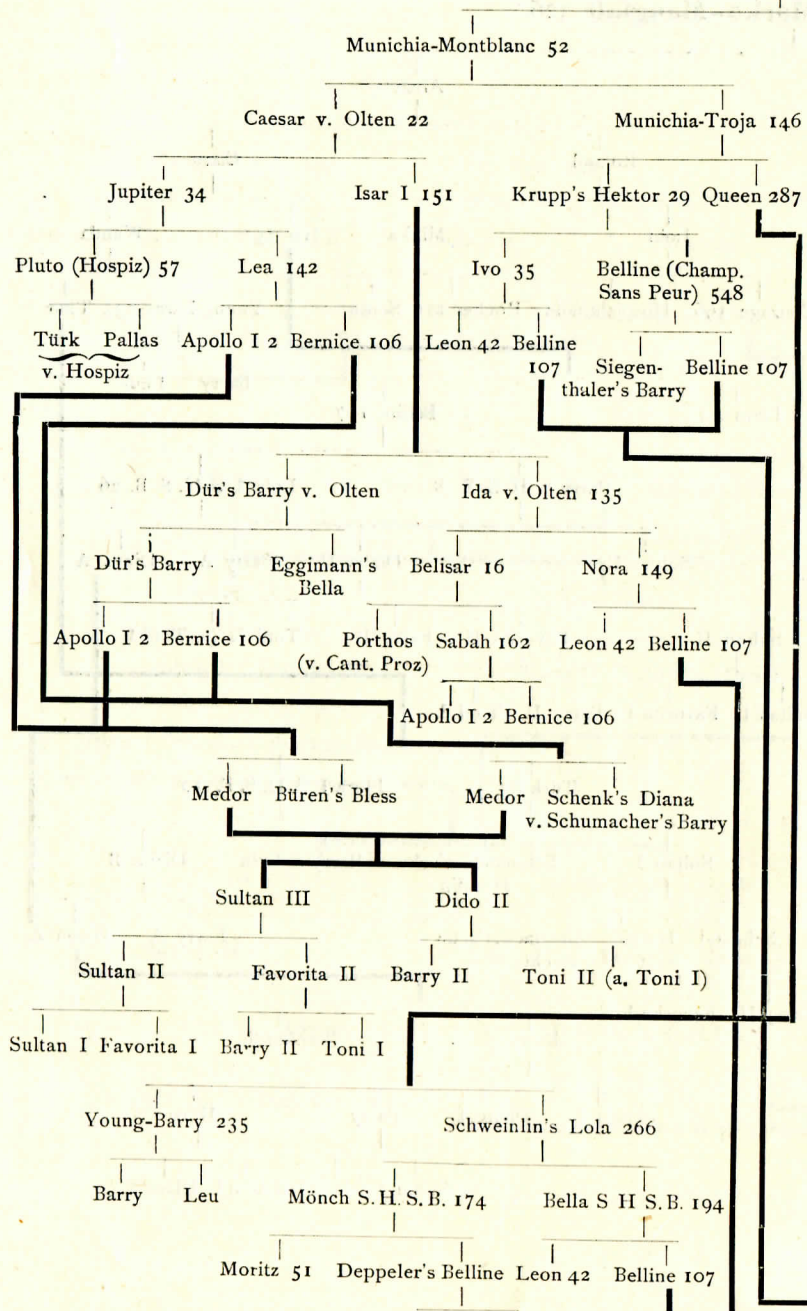 Munichia-Montblanc 52
Caesar v. Olten 22 Munichia-Troja 146
Jupiter 34 Isar I 151 Krupp's Hektor 29 Queen 287
Pluto (Hospiz) 57 Lea 142 Ivo 35 Belline (Champ.
Sans Peur) 548
Türk Pallas Apollo I 2 Bernice 106 Leon 42 Belline
v. Hospiz 107 Siegen- Belline 107
thaler's Barry
Dür's Barry v. Olten Ida v. Olten 135
Dür's Barry Eggimann's Belisar 16 Nora 149
Bella
Apollo I 2 Bernice 106 Porthos Sabah 162 Leon 42 Belline 107
(v. Cant. Proz)
Apollo I 2 Bernice 106
Medor Büren's Bless Medor Schenk's Diana
v. Schumacher's Barry
Sultan III Dido II
Sultan II Favorita II Barry II Toni II (a. Toni I)
Sultan I Favorita I Barry II Toni I
Young-Barry 235 Schweinlin's Lola 266
Barry Leu Mönch S.H.S.B. 174 Bella S H S.B. 194
Moritz 51 Deppeler's Belline Leon 42 Belline 107